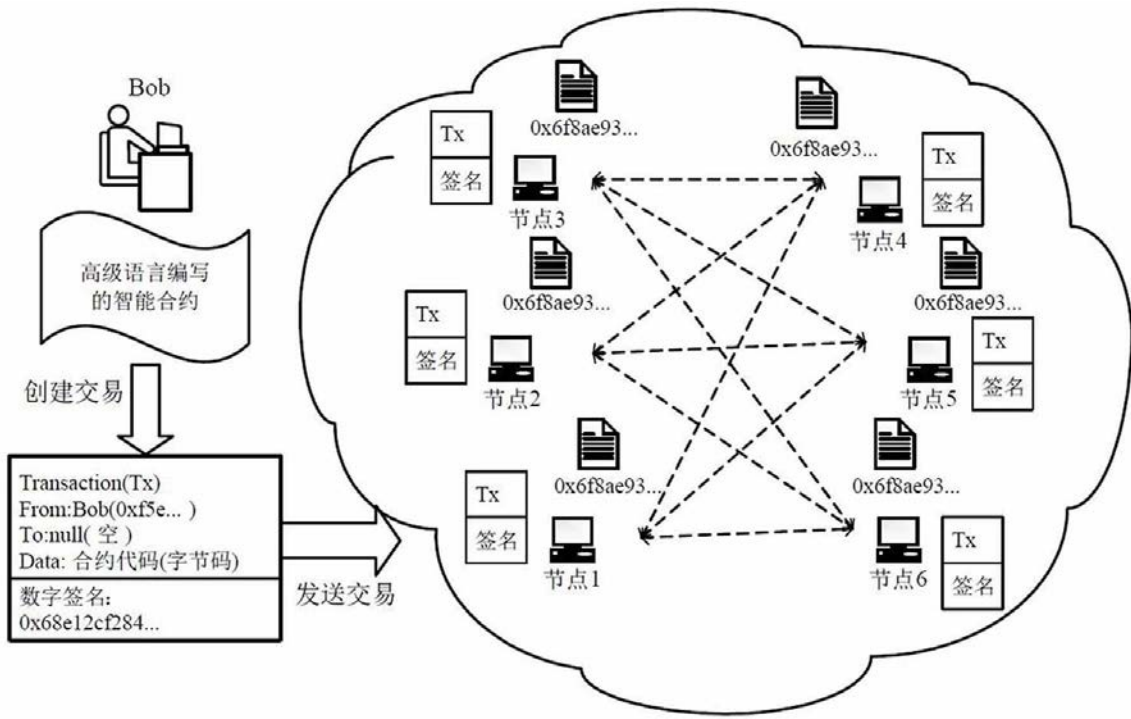 Bob
高级语言编写
的智能合约
创建交易
Transaction(Tx)
From:Bob(0xf5e... )
To:null( 空 )
Data: 合约代码(字节码)
数字签名:
0x68e12cf284...
发送交易
0x6f8ae93...
Tx
签名
节点3
0x6f8ae93...
Tx
签名
节点4
0x6f8ae93...
Tx
签名
节点2
0x6f8ae93...
Tx
签名
节点5
0x6f8ae93...
Tx
签名
节点1
0x6f8ae93...
Tx
签名
节点6